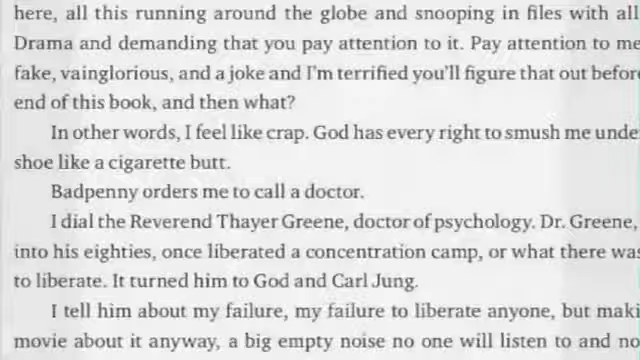 here, all this running around the globe and snooping in files with all
Drama and demanding that you pay attention to it. Pay attention to me
fake, vainglorious, and a joke and I'm terrified you'll figure that out
end of this book, and then what?
In other words, I feel like crap. God has every right to smush me
shoe like a cigarette butt.
Badpenny orders me to call a doctor.
I dial the Reverend Thayer Greene, doctor of psychology. Dr. Greene,
into his eighties, once liberated a concentration camp, or what there
to liberate. It turned him to God and Carl Jung.
I tell him about my failure, my failure to liberate anyone, but
movie about it anyway, a big empty noise no one will listen to and